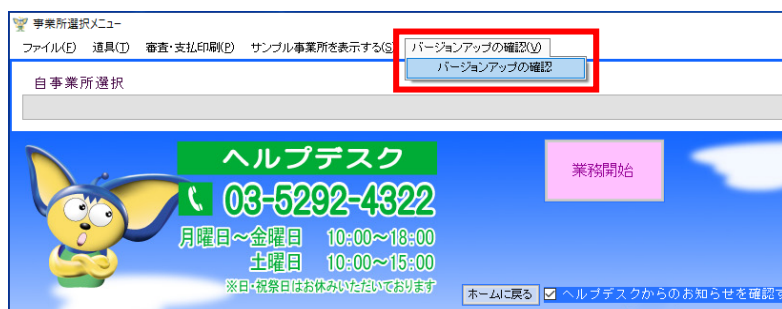 事業所選択メニュー
ファイル(F) 道具(T) 審査・支払印刷(P) サンプル事業所を表示する(S) バージョンアップの確認(V)
バージョンアップの確認
自事業所選択
ヘルプデスク
03-5292-4322
業務開始
月曜日～金曜日 10:00～18:00
土曜日 10:00～15:00
※日・祝祭日はお休みいただいております
ホームに戻る ヘルプデスクからのお知らせを確認す